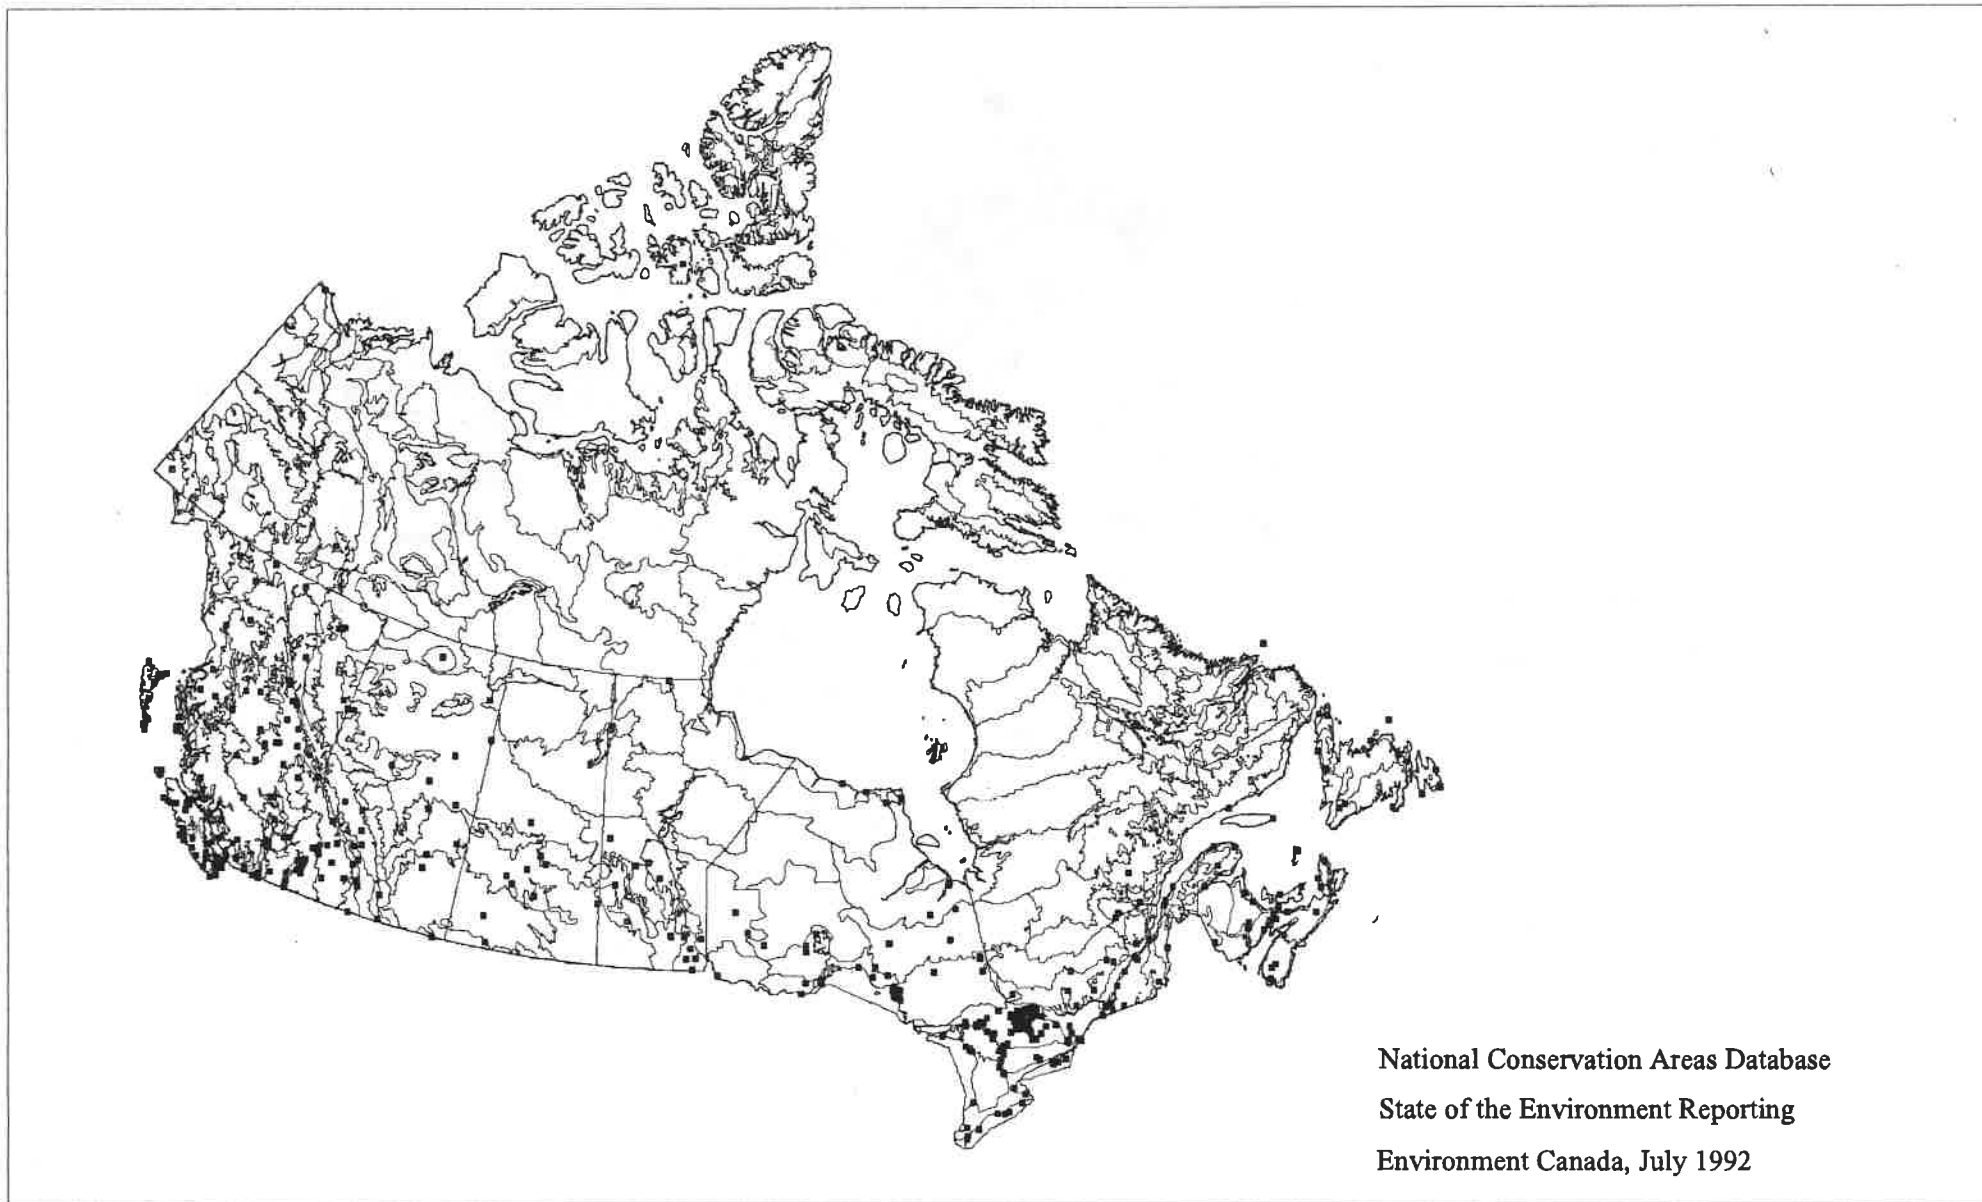 National Conservation Areas Database
State of the Environment Reporting
Environment Canada, July 1992